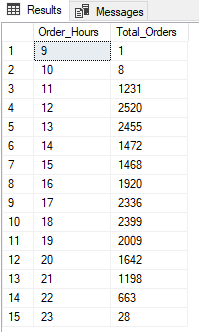 Results Messages
Order_Hours Total_Orders
1 9 1
2 10 8
3 11 1231
4 12 2520
5 13 2455
6 14 1472
7 15 1468
8 16 1920
9 17 2336
10 18 2399
11 19 2009
12 20 1642
13 21 1198
14 22 663
15 23 28